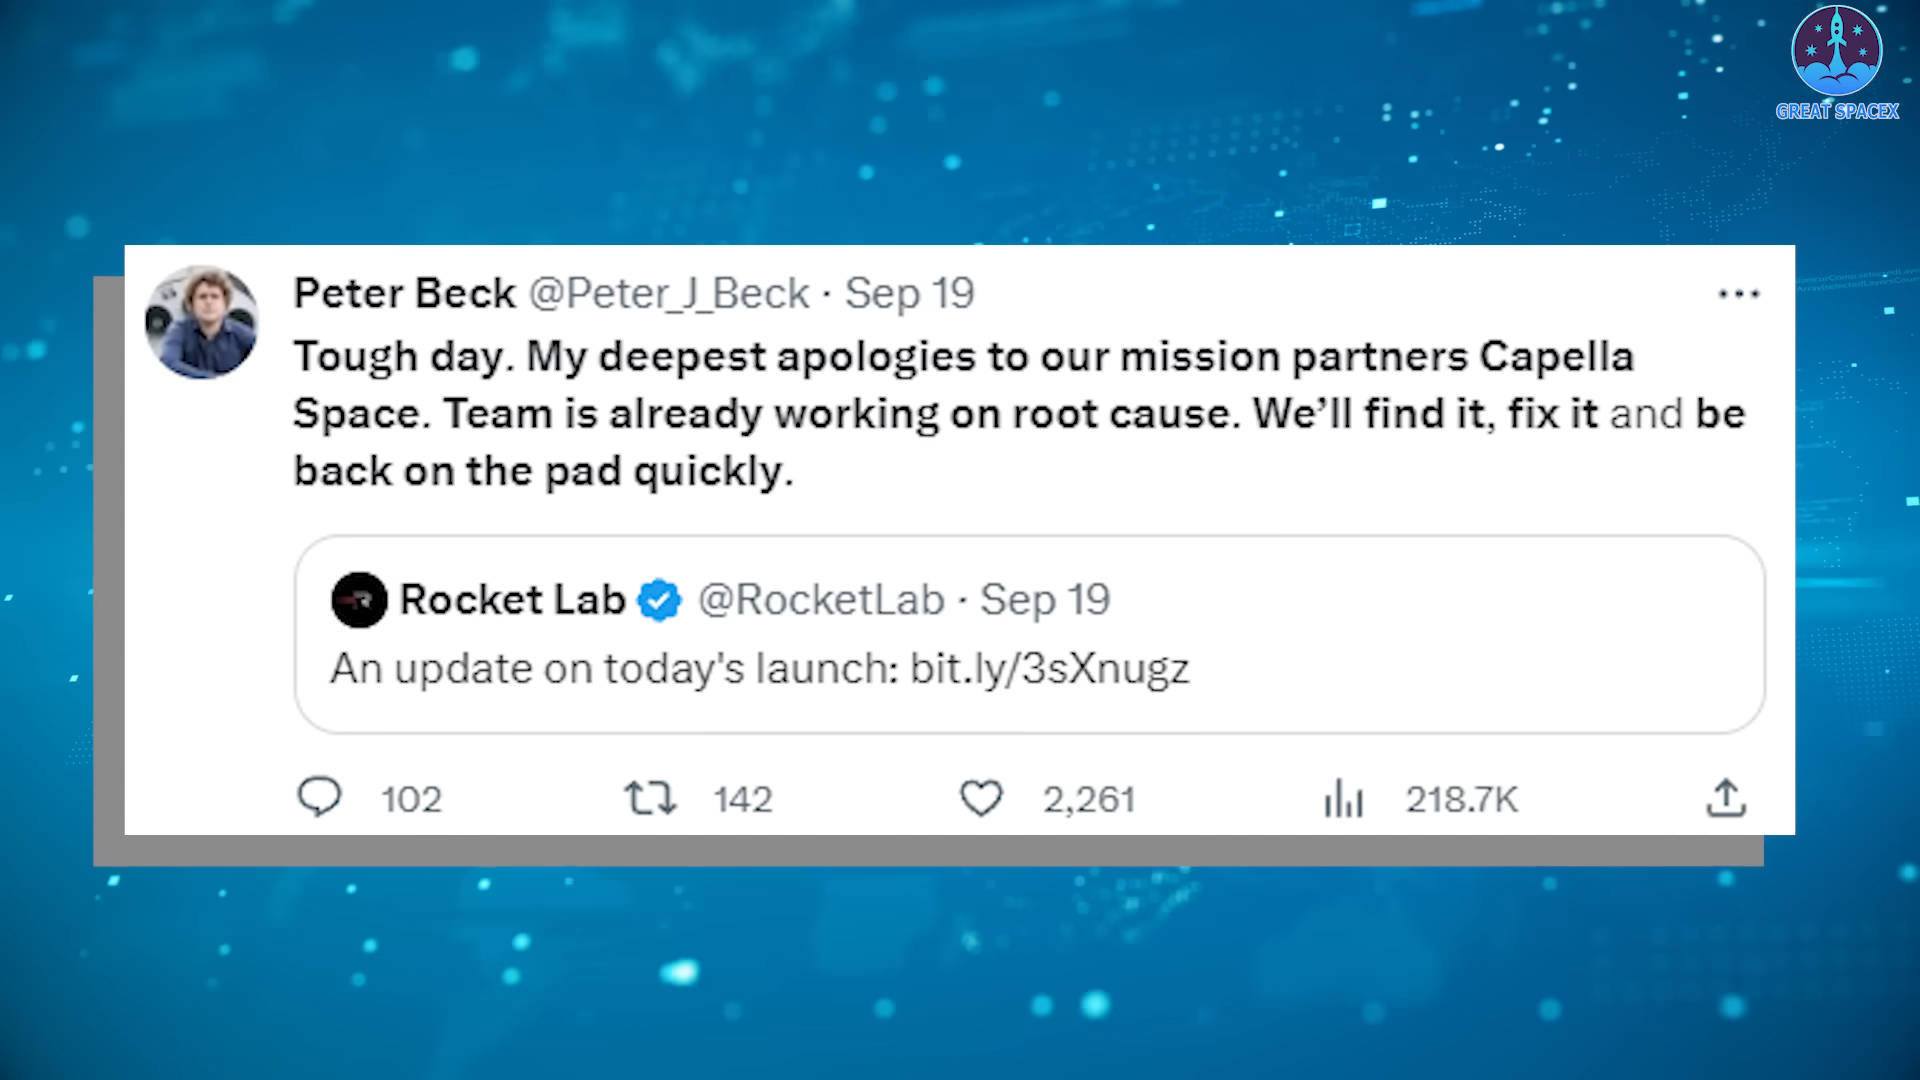 GREAT SPACEX
Peter Beck @Peter_J_Beck · Sep 19
Tough day. My deepest apologies to our mission partners Capella
Space. Team is already working on root cause. We’ll find it, fix it and be
back on the pad quickly.
Rocket Lab @RocketLab · Sep 19
An update on today's launch: bit.ly/3sXnugz
102 142 2,261 218.7K